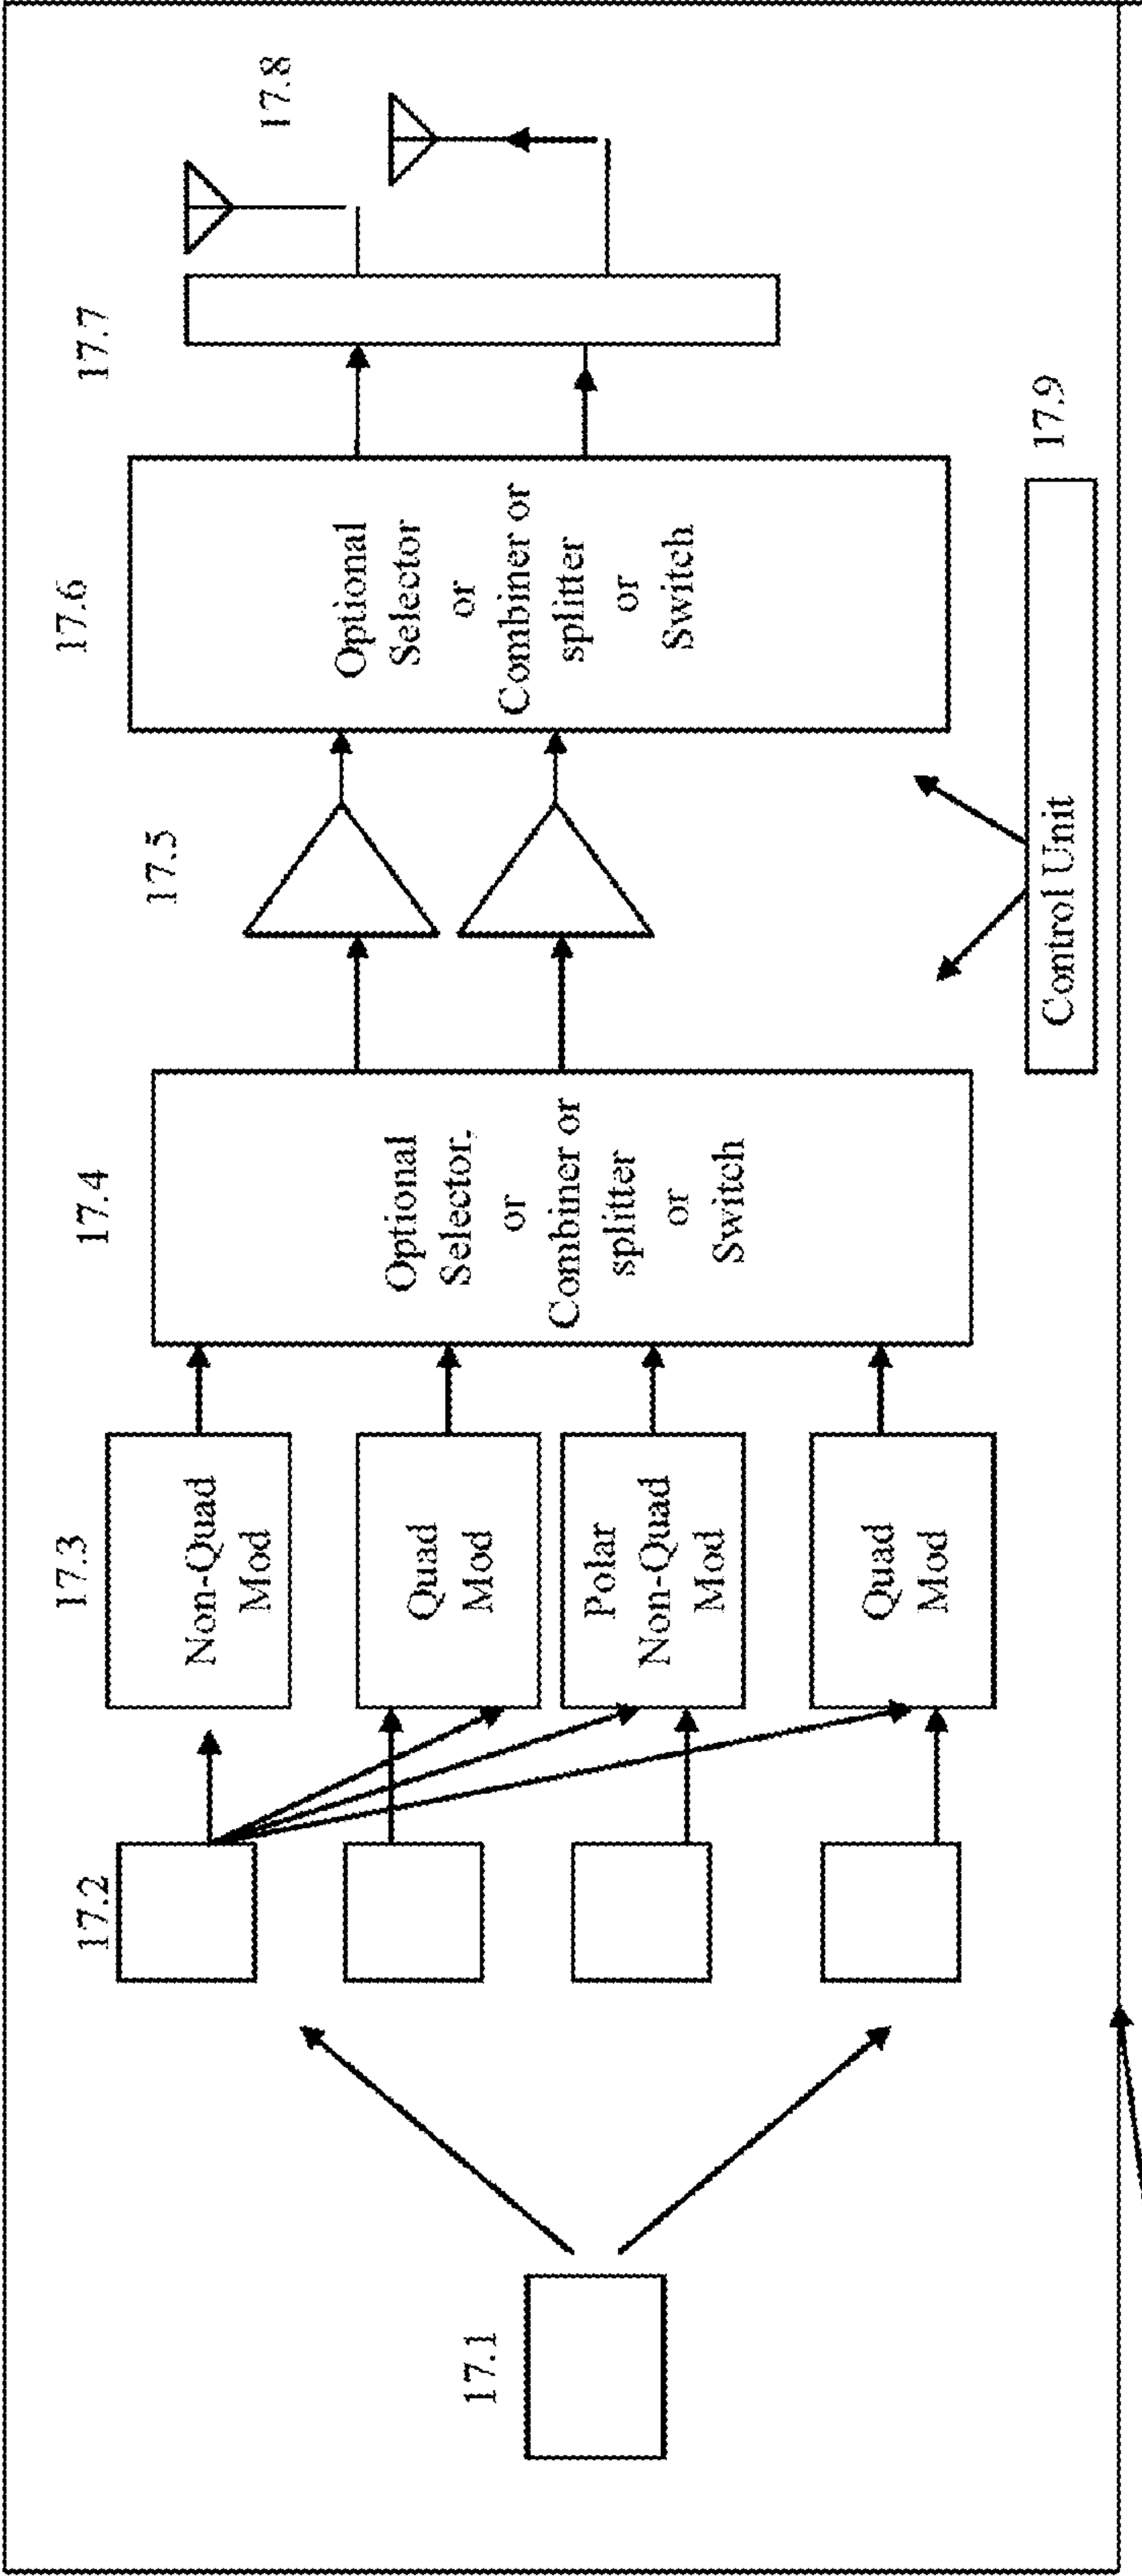 17.1
17.2
17.3
Non-Quad
Mod
Quad
Mod
Polar
Non-Quad
Mod
Quad
Mod
17.4
Optional
Selector,
or
Combiner or
splitter
or
Switch
17.5
17.6
Optional
Selector
or
Combiner or
splitter
or
Switch
17.7
17.8
Control Unit
17.9